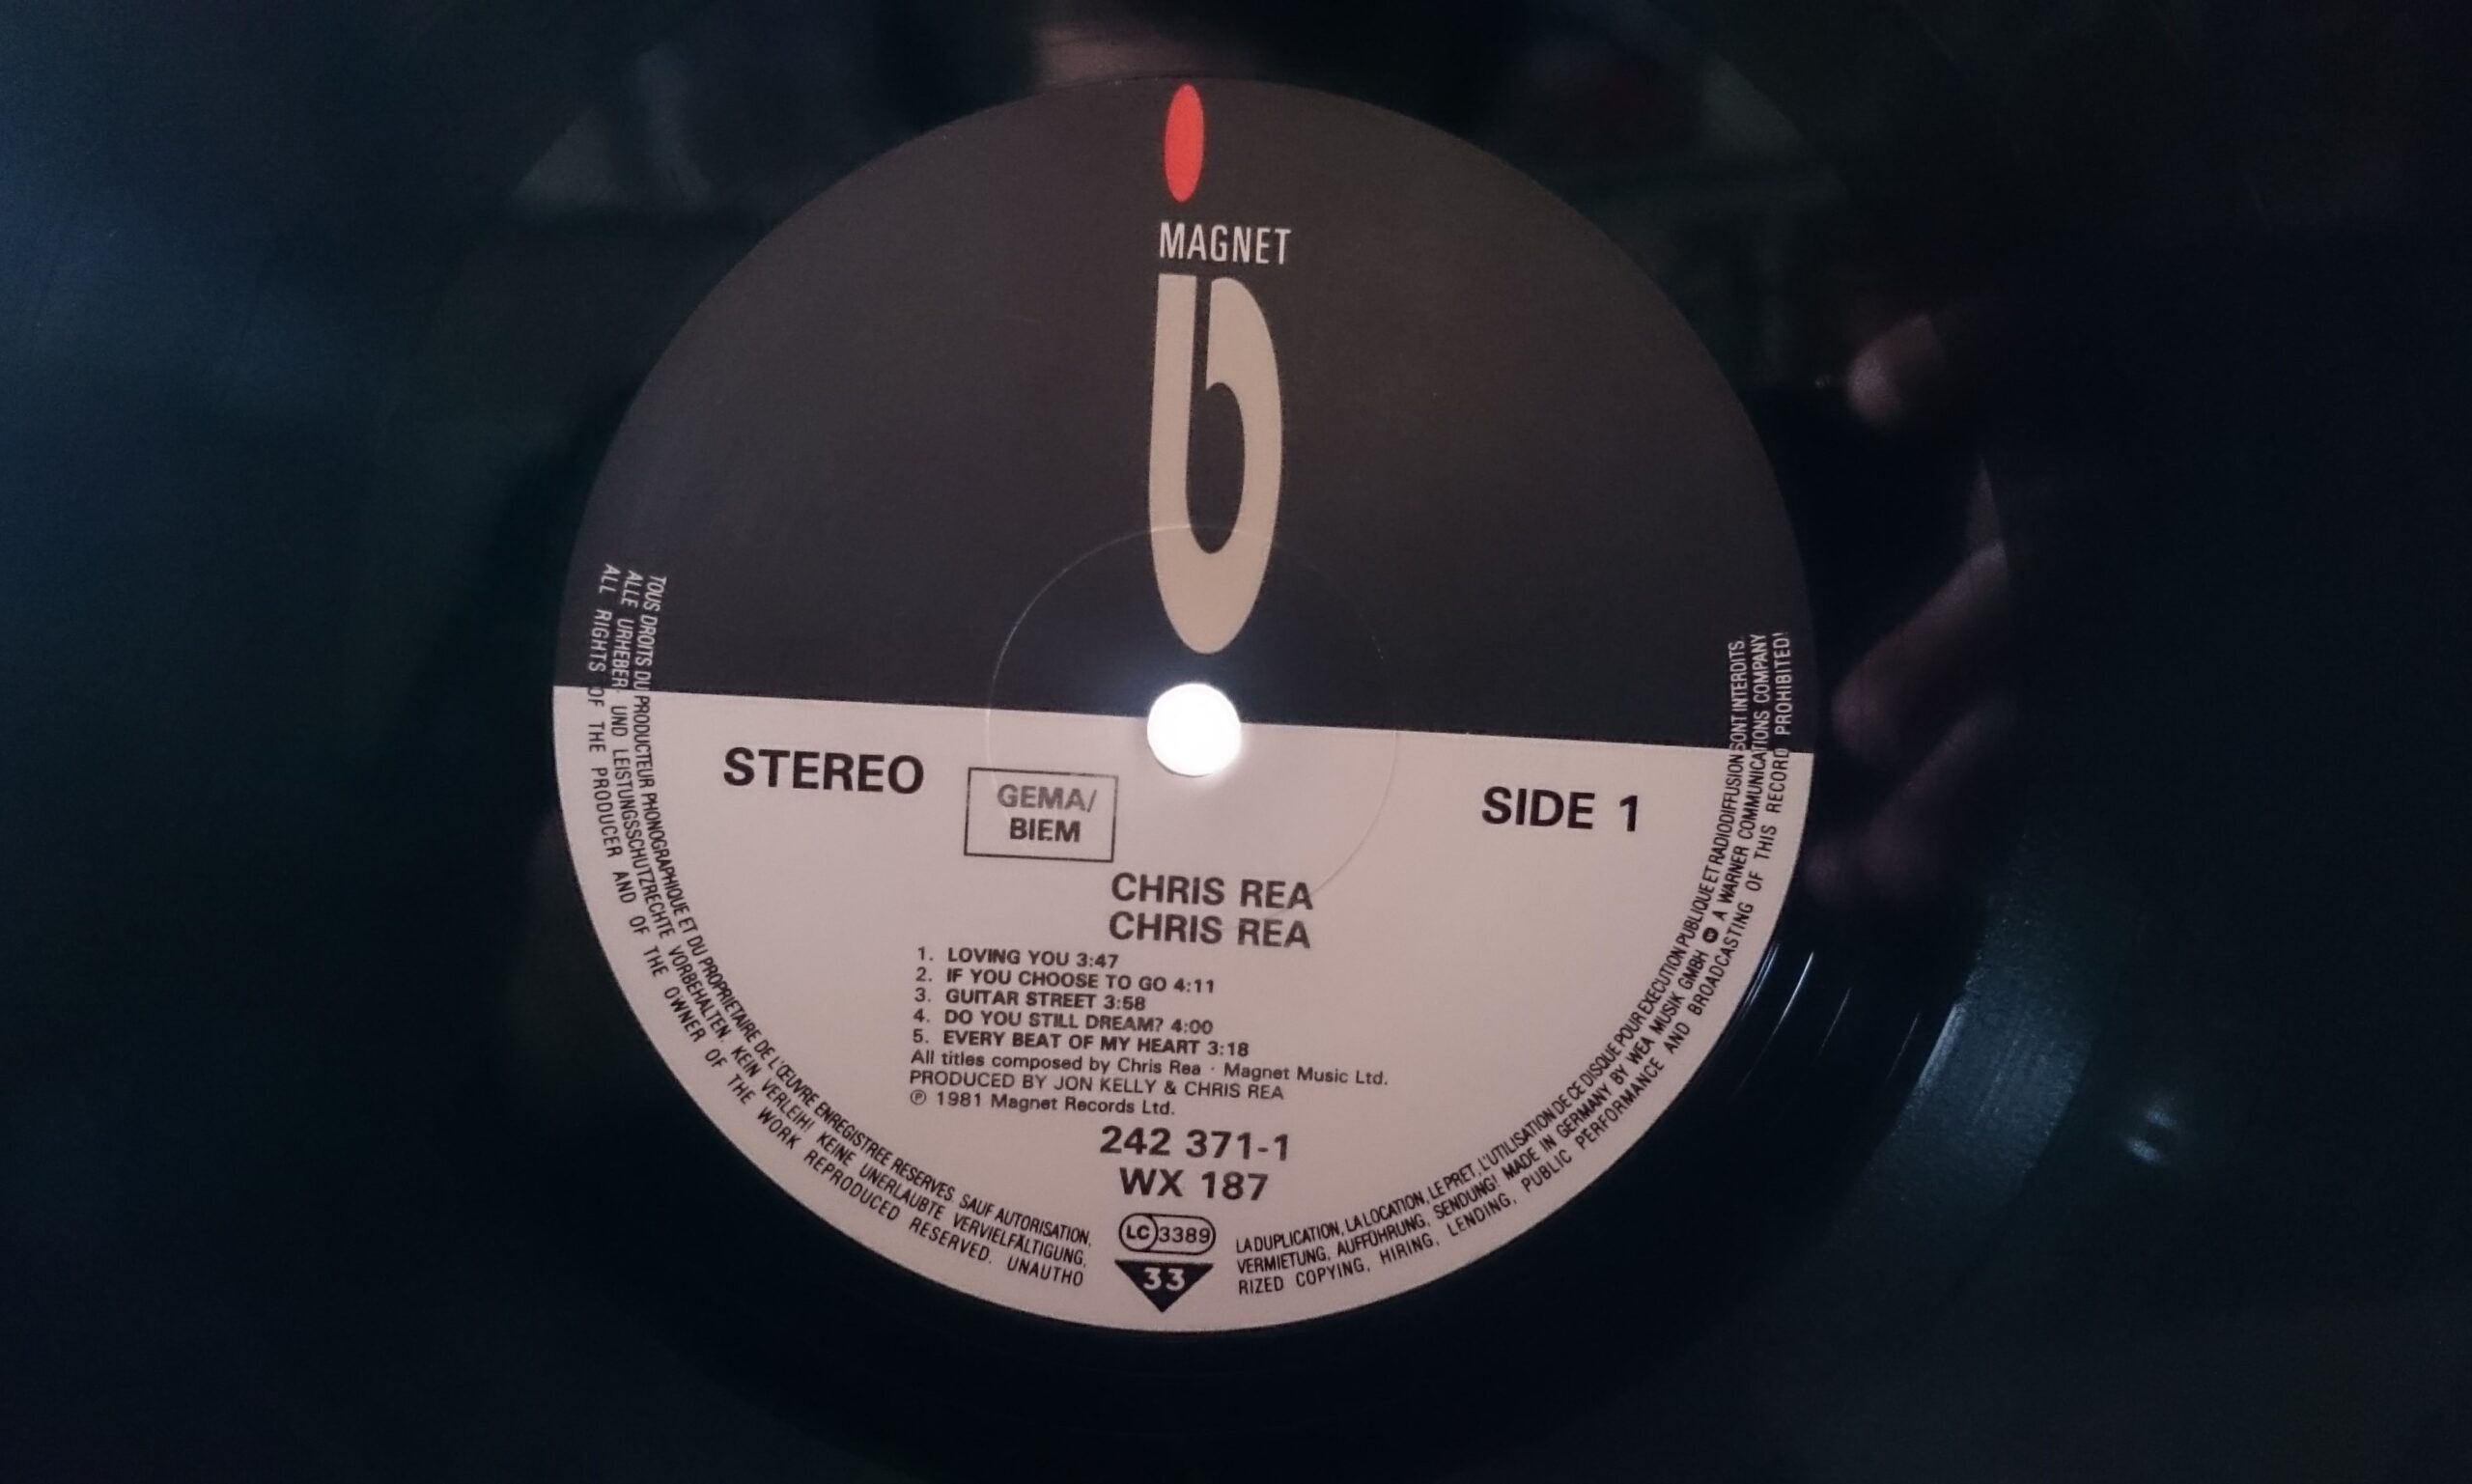 MAGNET
STEREO
GEMA/
BIEM
SIDE 1
CHRIS REA
CHRIS REA
1. LOVING YOU 3:47
2. IF YOU CHOOSE TO GO 4:11
3. GUITAR STREET 3:58
4. DO YOU STILL DREAM? 4:00
5. EVERY BEAT OF MY HEART 3:18
All titles composed by Chris Rea · Magnet Music Ltd.
PRODUCED BY JON KELLY & CHRIS REA
℗ 1981 Magnet Records Ltd.
242 371-1
WX 187
LC 3389
33
TOUS DROITS DU PRODUCTEUR PHONOGRAPHIQUE ET DU PROPRIETAIRE DE L'ŒUVRE ENREGISTREE RESERVES. SAUF AUTORISATION, LA DUPLICATION, LA LOCATION, LE PRET, L'UTILISATION DE CE DISQUE POUR EXECUTION PUBLIQUE ET RADIODIFFUSION SONT INTERDITS.
ALLE URHEBER- UND LEISTUNGSSCHUTZRECHTE VORBEHALTEN. KEIN VERLEIH! KEINE UNERLAUBTE VERVIELFÄLTIGUNG, VERMIETUNG, AUFFÜHRUNG, SENDUNG! MADE IN GERMANY BY WEA MUSIK GMBH A WARNER COMMUNICATIONS COMPANY
ALL RIGHTS OF THE PRODUCER AND OF THE OWNER OF THE WORK REPRODUCED RESERVED. UNAUTHORIZED COPYING, HIRING, LENDING, PUBLIC PERFORMANCE AND BROADCASTING OF THIS RECORD PROHIBITED!